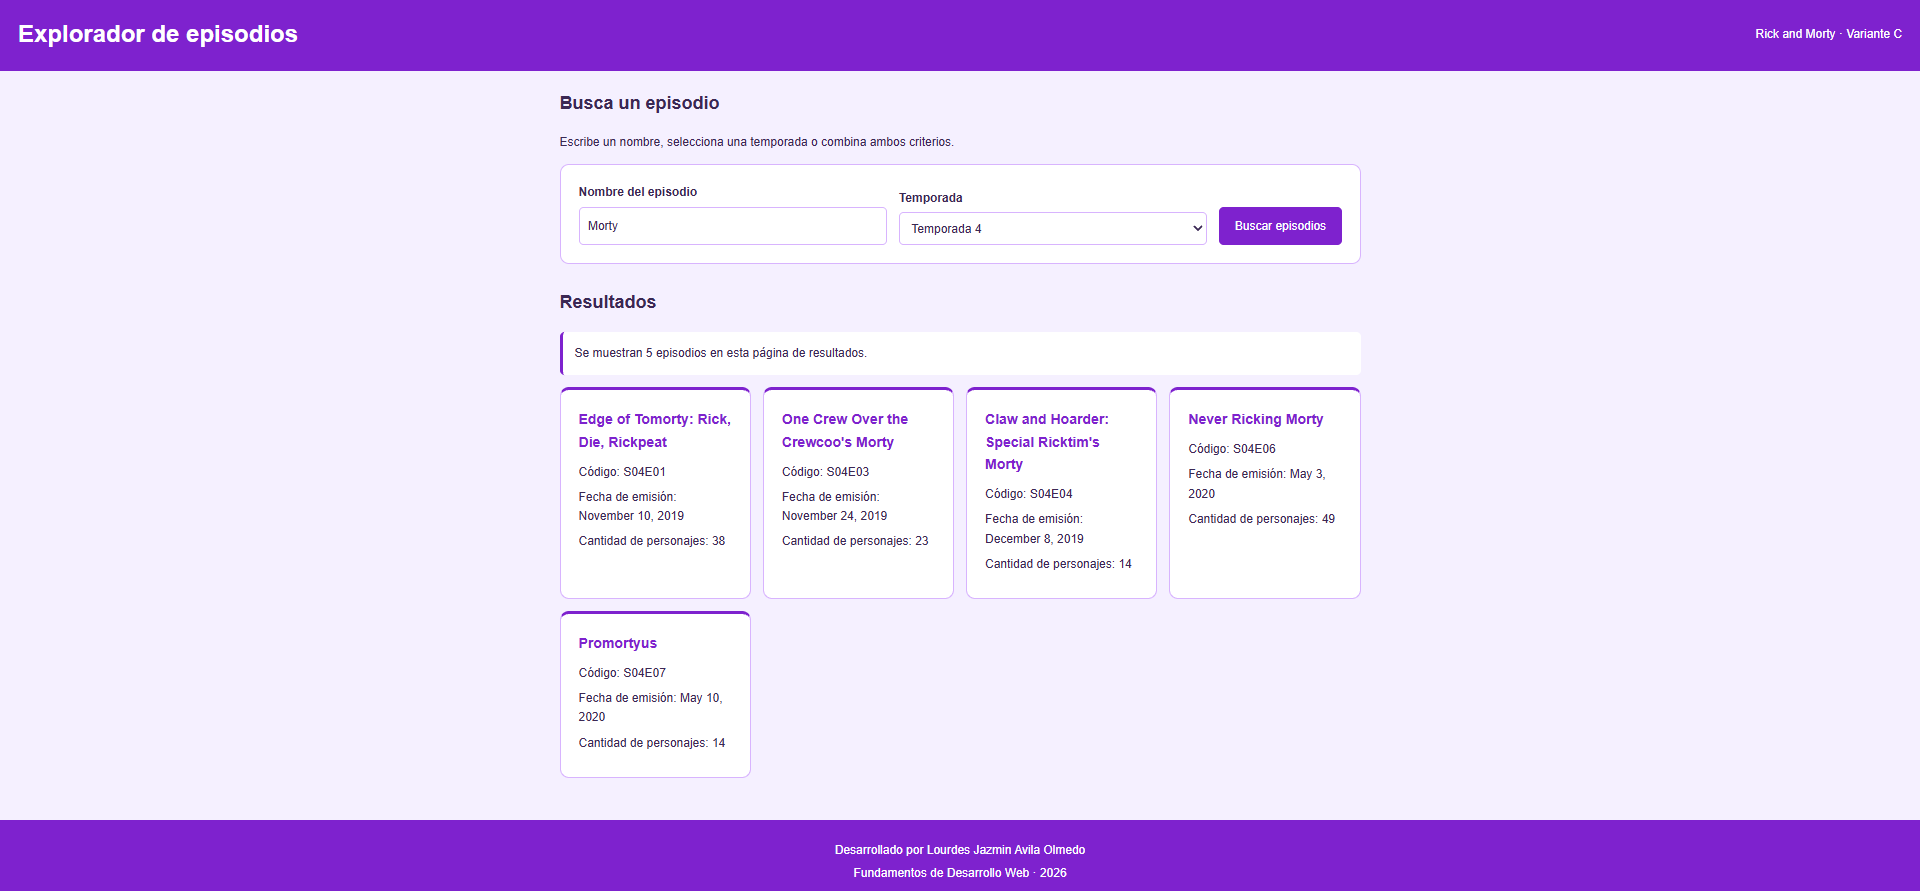 Explorador de episodios
Rick and Morty · Variante C
Busca un episodio
Escribe un nombre, selecciona una temporada o combina ambos criterios.
Nombre del episodio
Morty
Temporada
Temporada 4
Buscar episodios
Resultados
Se muestran 5 episodios en esta página de resultados.
Edge of Tomorty: Rick,
Die, Rickpeat
Código: S04E01
Fecha de emisión:
November 10, 2019
Cantidad de personajes: 38
One Crew Over the
Crewcoo's Morty
Código: S04E03
Fecha de emisión:
November 24, 2019
Cantidad de personajes: 23
Claw and Hoarder:
Special Ricktim's
Morty
Código: S04E04
Fecha de emisión:
December 8, 2019
Cantidad de personajes: 14
Never Ricking Morty
Código: S04E06
Fecha de emisión: May 3,
2020
Cantidad de personajes: 49
Promortyus
Código: S04E07
Fecha de emisión: May 10,
2020
Cantidad de personajes: 14
Desarrollado por Lourdes Jazmin Avila Olmedo
Fundamentos de Desarrollo Web · 2026